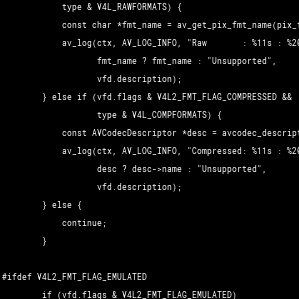 type & V4L_RAWFORMATS) {
const char *fmt_name = av_get_pix_fmt_name(pix_f
av_log(ctx, AV_LOG_INFO, "Raw       : %11s : %20
fmt_name ? fmt_name : "Unsupported",
vfd.description);
} else if (vfd.flags & V4L2_FMT_FLAG_COMPRESSED &&
type & V4L_COMPFORMATS) {
const AVCodecDescriptor *desc = avcodec_descript
av_log(ctx, AV_LOG_INFO, "Compressed: %11s : %20
desc ? desc->name : "Unsupported",
vfd.description);
} else {
continue;
}
#ifdef V4L2_FMT_FLAG_EMULATED
if (vfd.flags & V4L2_FMT_FLAG_EMULATED)